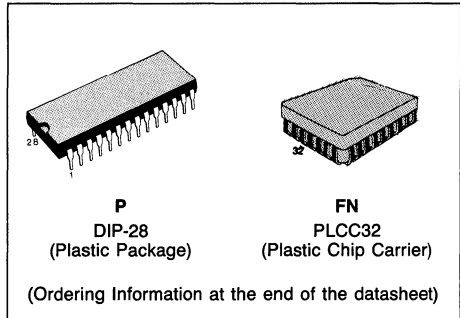 28
1
32
P
DIP-28
(Plastic Package)
FN
PLCC32
(Plastic Chip Carrier)
(Ordering Information at the end of the datasheet)